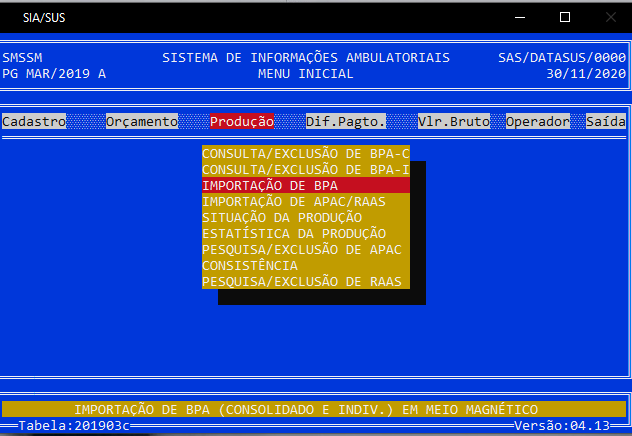 SIA/SUS
SMSSM SISTEMA DE INFORMAÇÕES AMBULATORIAIS SAS/DATASUS/0000
PG MAR/2019 A MENU INICIAL 30/11/2020
Cadastro Orçamento Produção Dif.Pagto. Vlr.Bruto Operador Saída
CONSULTA/EXCLUSÃO DE BPA-C
CONSULTA/EXCLUSÃO DE BPA-I
IMPORTAÇÃO DE BPA
IMPORTAÇÃO DE APAC/RAAS
SITUAÇÃO DA PRODUÇÃO
ESTATÍSTICA DA PRODUÇÃO
PESQUISA/EXCLUSÃO DE APAC
CONSISTÊNCIA
PESQUISA/EXCLUSÃO DE RAAS
IMPORTAÇÃO DE BPA (CONSOLIDADO E INDIV.) EM MEIO MAGNÉTICO
Tabela:201903c Versão:04.13